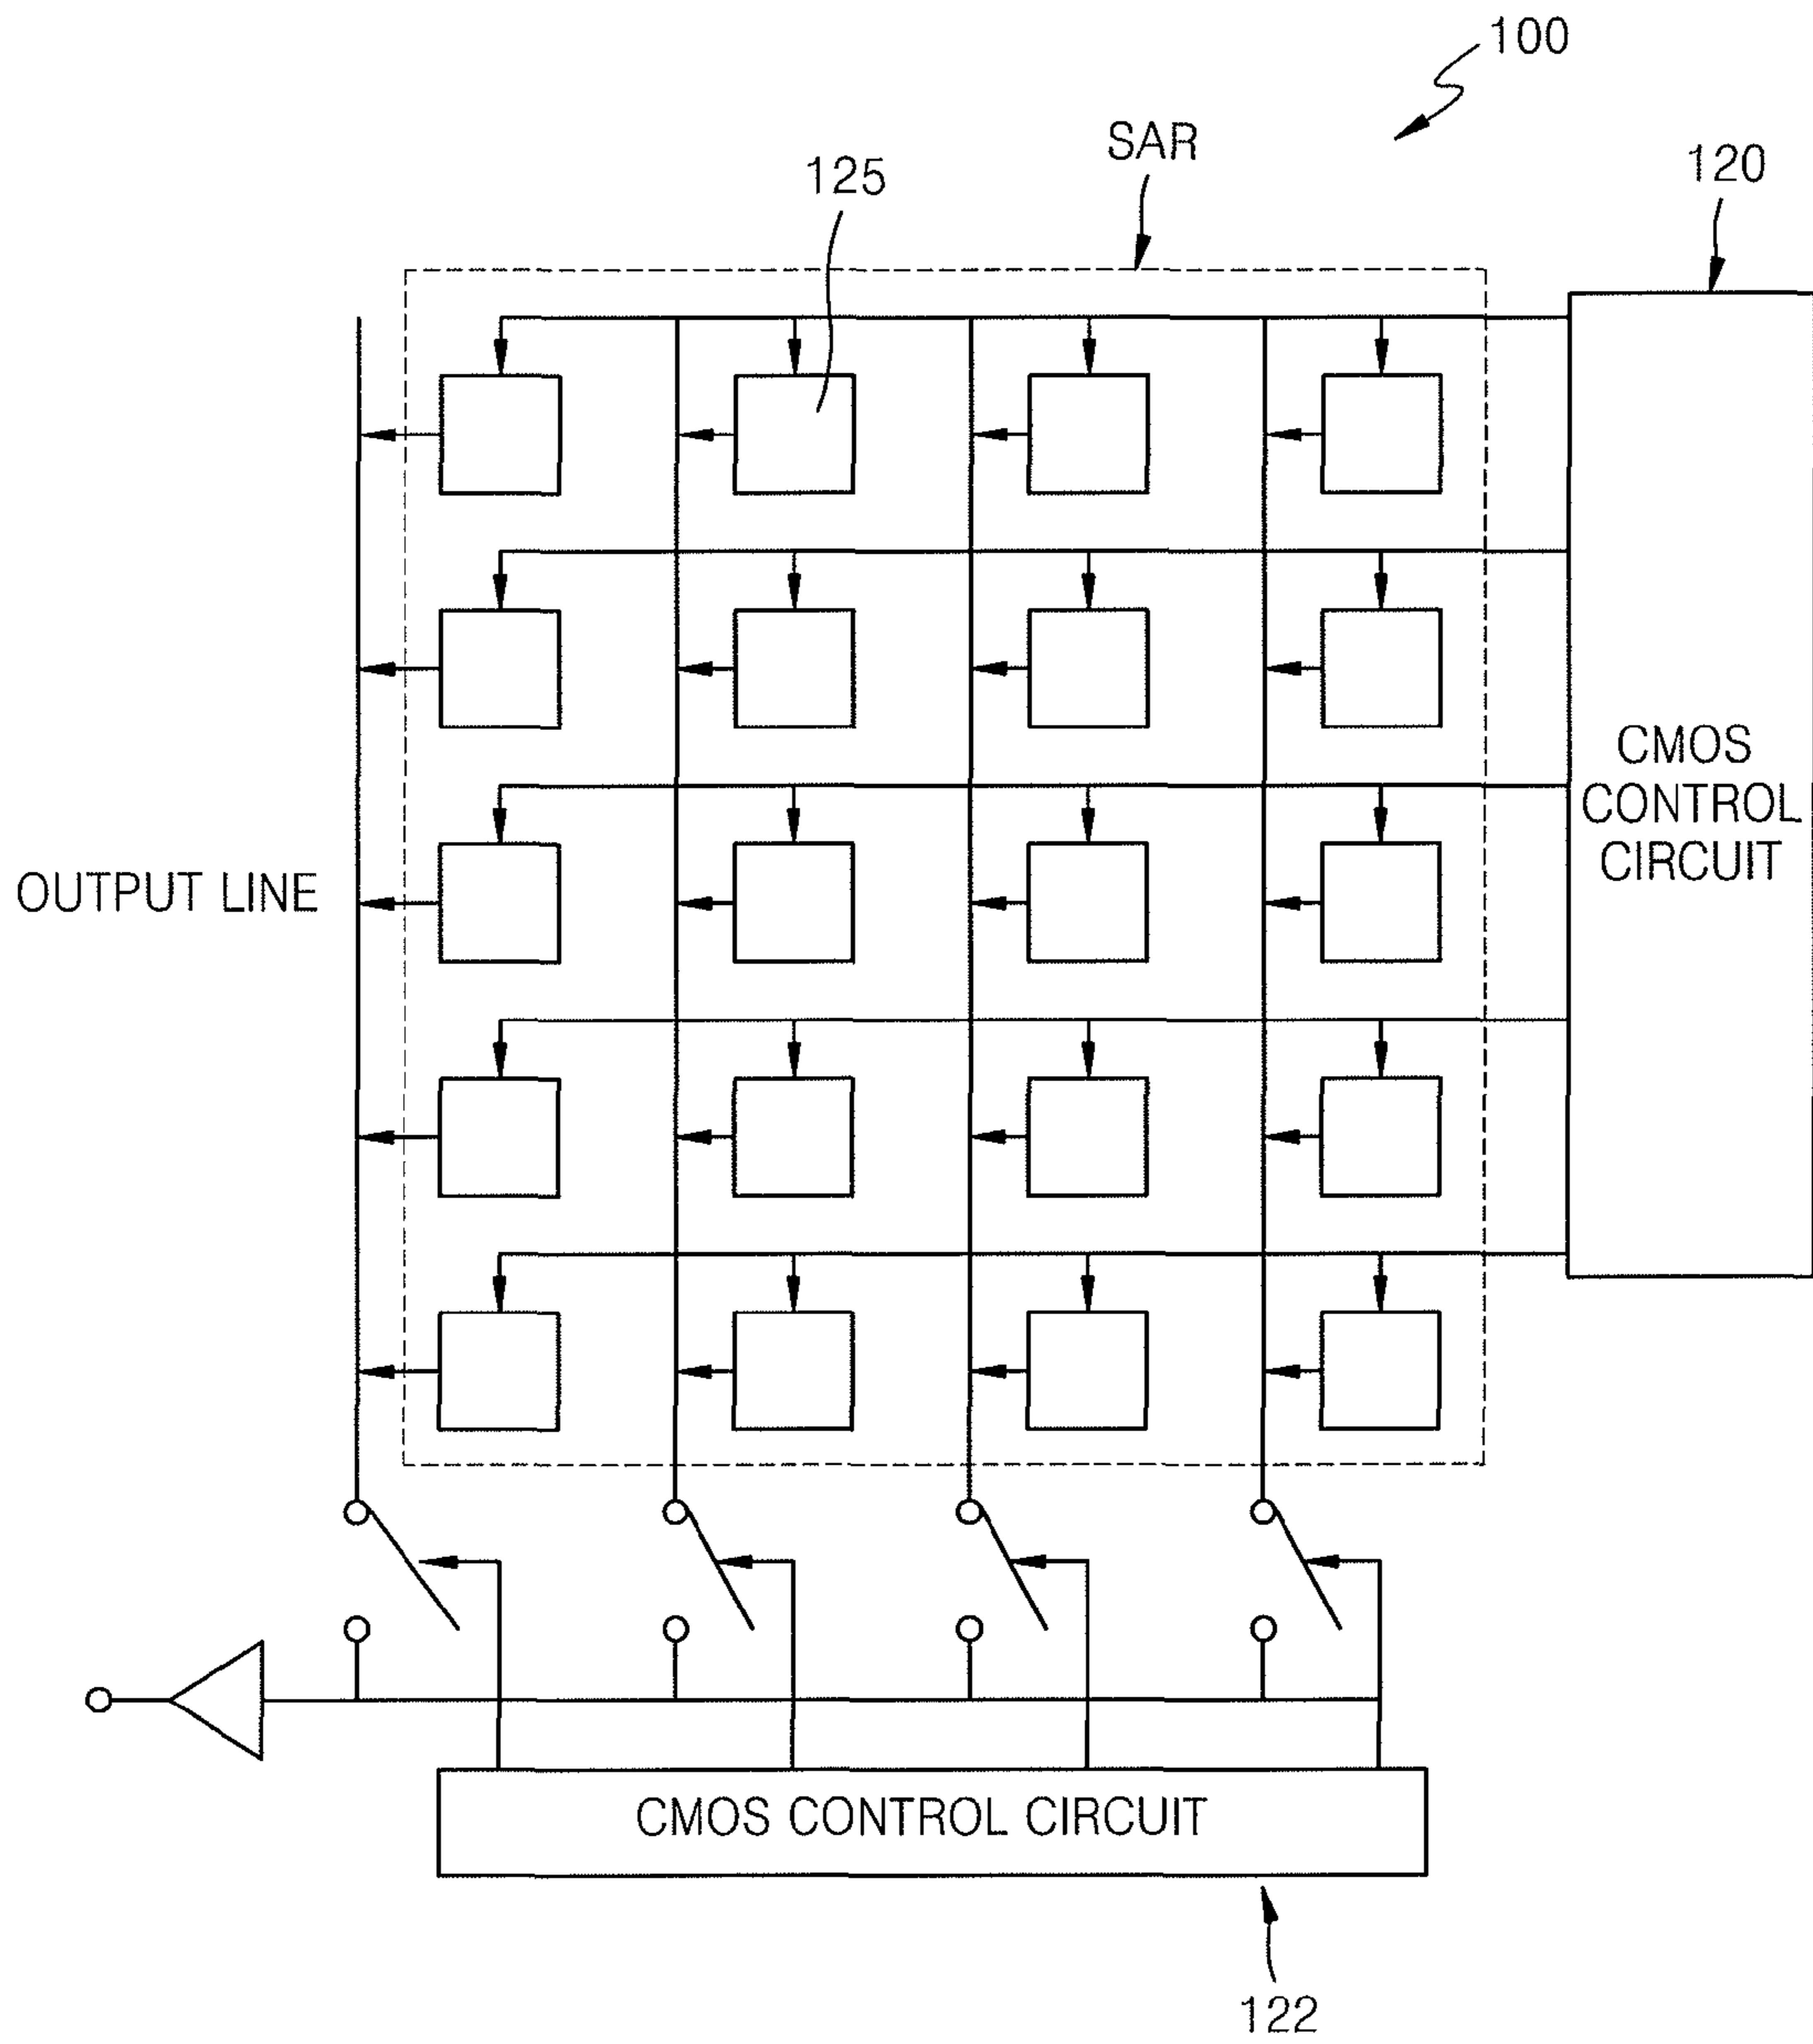 100
SAR
125
120
CMOS
CONTROL
CIRCUIT
OUTPUT LINE
CMOS CONTROL CIRCUIT
122